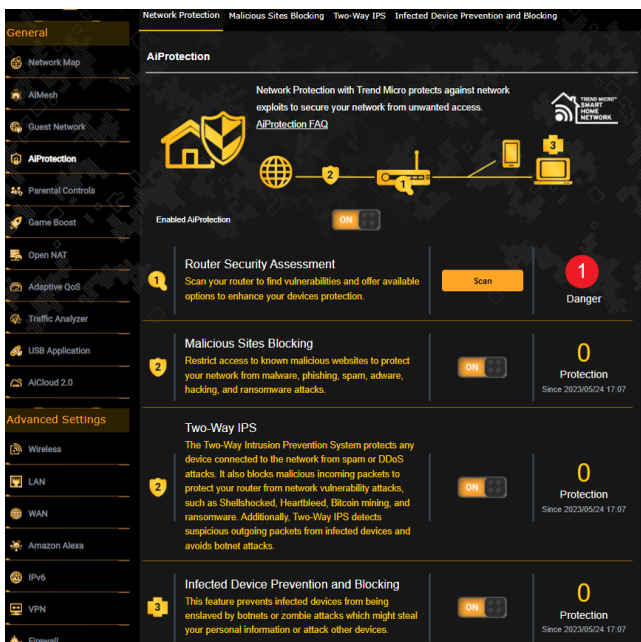 Network Protection Malicious Sites Blocking Two-Way IPS Infected Device Prevention and Blocking
General
Network Map
AiMesh
Guest Network
AiProtection
Parental Controls
Game Boost
Open NAT
Adaptive QoS
Traffic Analyzer
USB Application
AiCloud 2.0
Advanced Settings
Wireless
LAN
WAN
Amazon Alexa
IPv6
VPN
Firewall
AiProtection
Network Protection with Trend Micro protects against network
exploits to secure your network from unwanted access.
AiProtection FAQ
TREND MICRO™
SMART
HOME
NETWORK
2
1
3
Enabled AiProtection
ON
1
Router Security Assessment
Scan your router to find vulnerabilities and offer available
options to enhance your devices protection.
Scan
1
Danger
2
Malicious Sites Blocking
Restrict access to known malicious websites to protect
your network from malware, phishing, spam, adware,
hacking, and ransomware attacks.
ON
0
Protection
Since 2023/05/24 17:07
2
Two-Way IPS
The Two-Way Intrusion Prevention System protects any
device connected to the network from spam or DDoS
attacks. It also blocks malicious incoming packets to
protect your router from network vulnerability attacks,
such as Shellshocked, Heartbleed, Bitcoin mining, and
ransomware. Additionally, Two-Way IPS detects
suspicious outgoing packets from infected devices and
avoids botnet attacks.
ON
0
Protection
Since 2023/05/24 17:07
3
Infected Device Prevention and Blocking
This feature prevents infected devices from being
enslaved by botnets or zombie attacks which might steal
your personal information or attack other devices.
ON
0
Protection
Since 2023/05/24 17:07